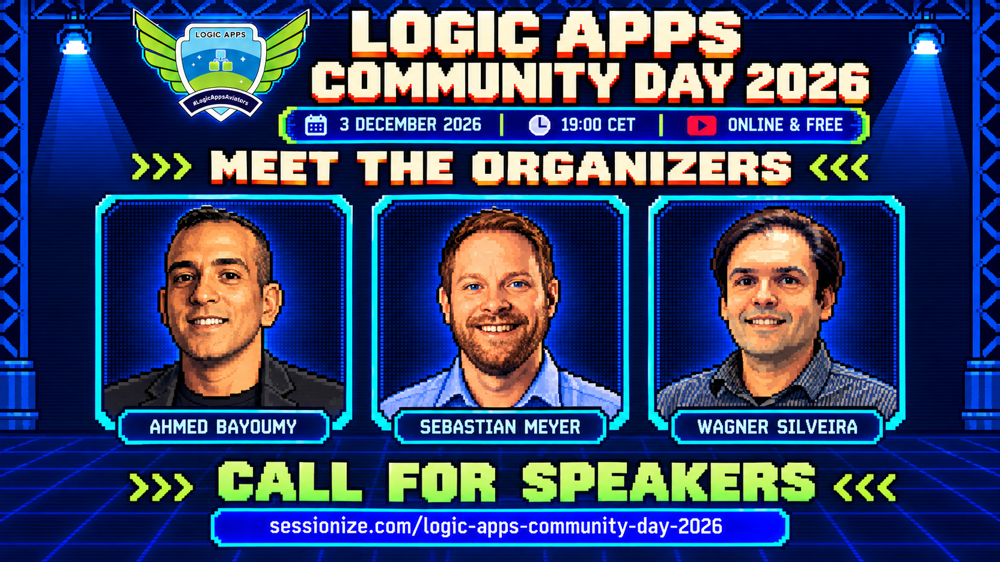 LOGIC APPS
#LogicAppsAviators
LOGIC APPS
COMMUNITY DAY 2026
3 DECEMBER 2026
19:00 CET
ONLINE & FREE
>>> MEET THE ORGANIZERS <<<
AHMED BAYOUMY
SEBASTIAN MEYER
WAGNER SILVEIRA
>>> CALL FOR SPEAKERS <<<
sessionize.com/logic-apps-community-day-2026